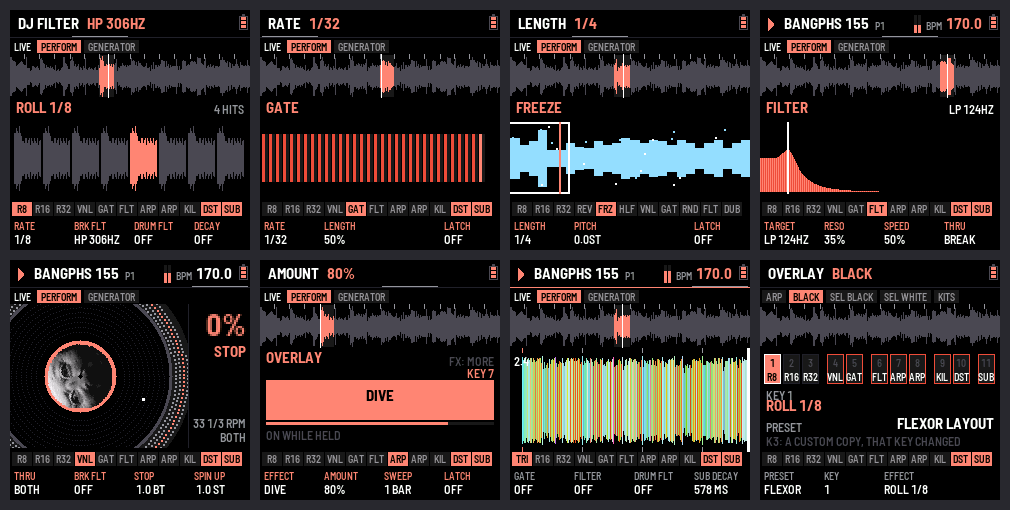 DJ FILTER HP 306HZ
LIVE PERFORM GENERATOR
ROLL 1/8 4 HITS
R8 R16 R32 VNL GAT FLT ARP ARP KIL DST SUB
RATE BRK FLT DRUM FLT DECAY
1/8 HP 306HZ OFF OFF
RATE 1/32
LIVE PERFORM GENERATOR
GATE
R8 R16 R32 VNL GAT FLT ARP ARP KIL DST SUB
RATE LENGTH LATCH
1/32 50% OFF
LENGTH 1/4
LIVE PERFORM GENERATOR
FREEZE
R8 R16 R32 REV FRZ HLF VNL GAT RND FLT DUB
LENGTH PITCH LATCH
1/4 0.0ST OFF
BANGPHS 155 P1 BPM 170.0
LIVE PERFORM GENERATOR
FILTER LP 124HZ
R8 R16 R32 VNL GAT FLT ARP ARP KIL DST SUB
TARGET RESO SPEED THRU
LP 124HZ 35% 50% BREAK
BANGPHS 155 P1 BPM 170.0
LIVE PERFORM GENERATOR
0%
STOP
33 1/3 RPM
BOTH
R8 R16 R32 VNL GAT FLT ARP ARP KIL DST SUB
THRU BRK FLT STOP SPIN UP
BOTH OFF 1.0 BT 1.0 ST
AMOUNT 80%
LIVE PERFORM GENERATOR
OVERLAY FX: MORE
KEY 7
DIVE
ON WHILE HELD
R8 R16 R32 VNL GAT FLT ARP ARP KIL DST SUB
EFFECT AMOUNT SWEEP LATCH
DIVE 80% 1 BAR OFF
BANGPHS 155 P1 BPM 170.0
LIVE PERFORM GENERATOR
TRI R16 R32 VNL GAT FLT ARP ARP KIL DST SUB
GATE FILTER DRUM FLT SUB DECAY
OFF OFF OFF 578 MS
OVERLAY BLACK
ARP BLACK SEL BLACK SEL WHITE KITS
1 2 3 4 5 6 7 8 9 10 11
R8 R16 R32 VNL GAT FLT ARP ARP KIL DST SUB
KEY 1
ROLL 1/8
PRESET FLEXOR LAYOUT
K3: A CUSTOM COPY, THAT KEY CHANGED
R8 R16 R32 VNL GAT FLT ARP ARP KIL DST SUB
PRESET KEY EFFECT
FLEXOR 1 ROLL 1/8